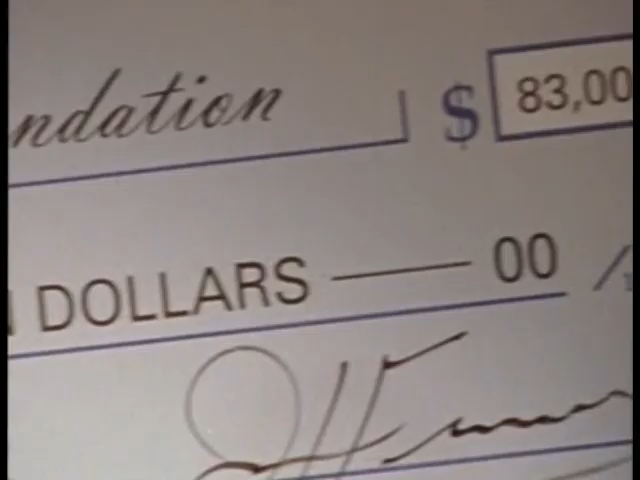 ndation $ 83,00
DOLLARS — 00 /